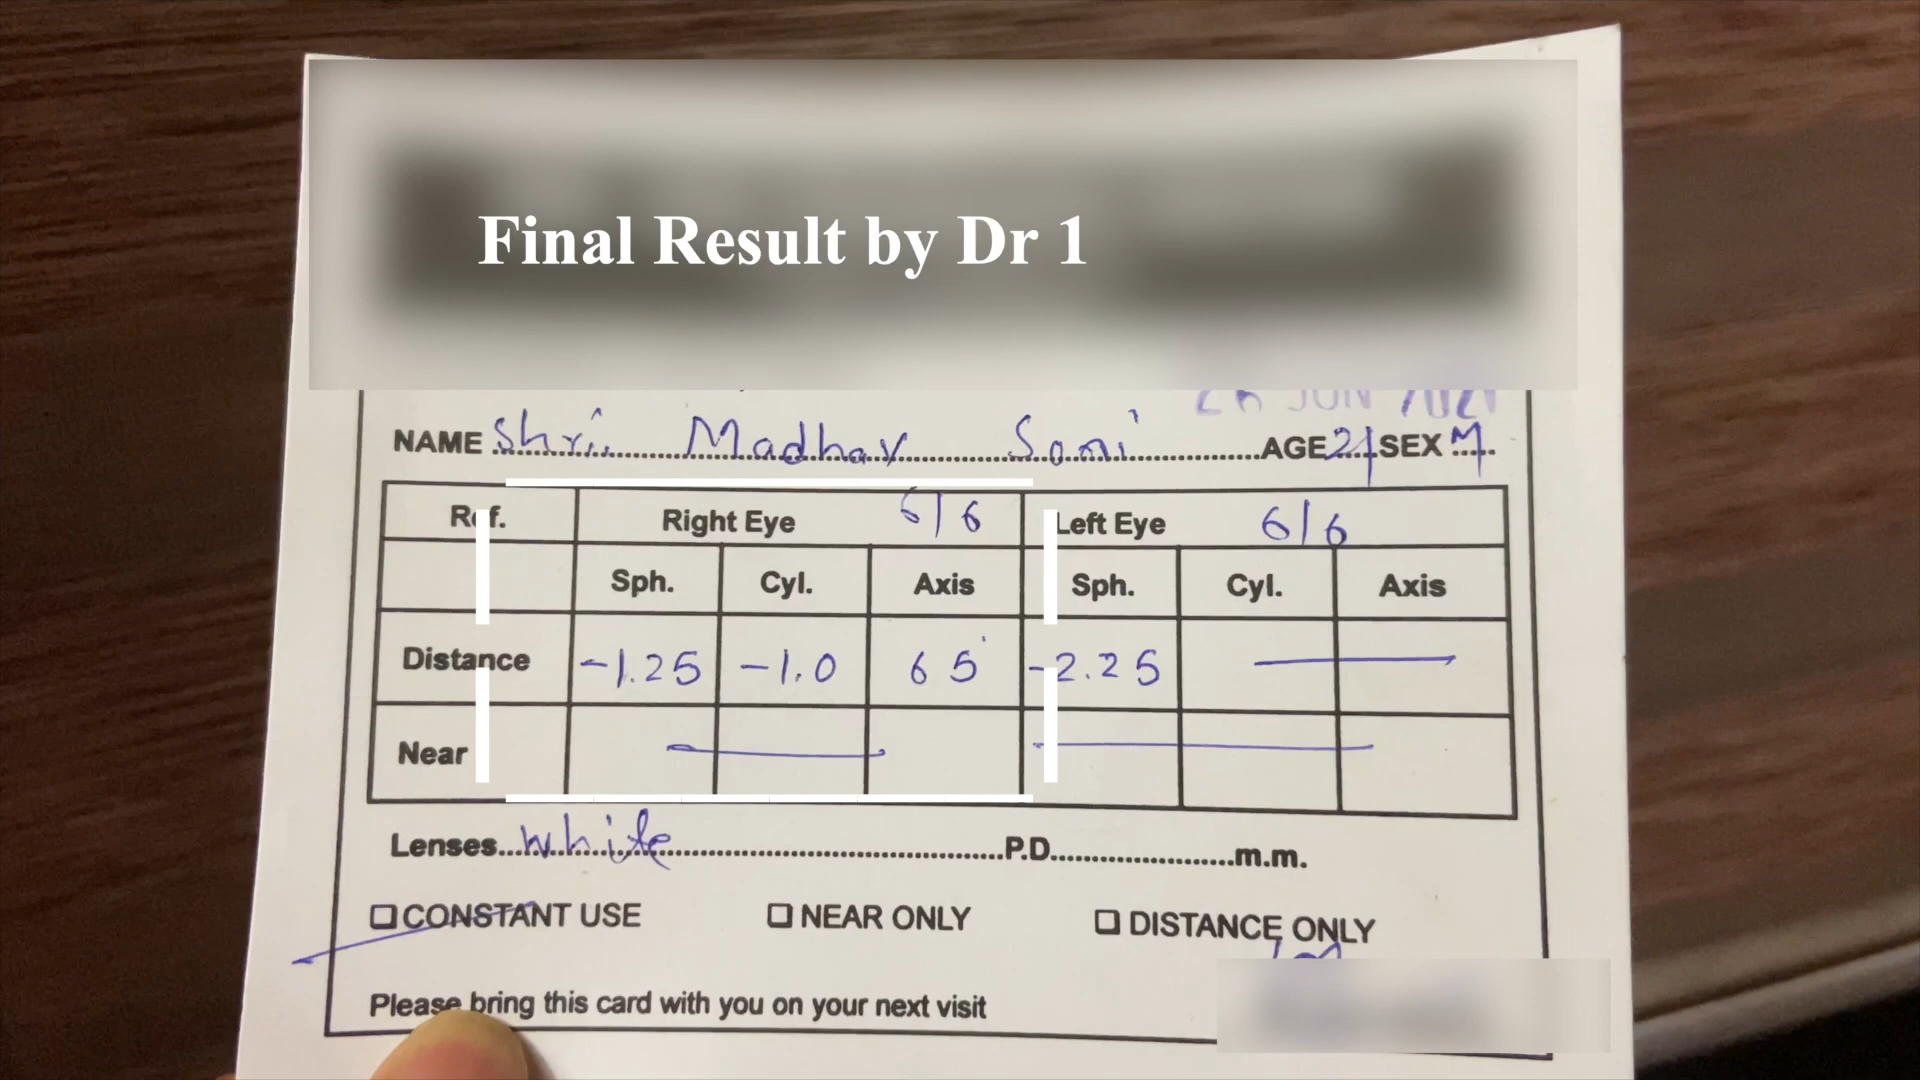 Final Result by Dr 1
JUN
NAME Shri Madhav Soni AGE 21 SEX M
Ref. Right Eye 6/6 Left Eye 6/6
Sph. Cyl. Axis Sph. Cyl. Axis
Distance -1.25 -1.0 65° -2.25
Near
Lenses White P.D. m.m.
CONSTANT USE NEAR ONLY DISTANCE ONLY
Please bring this card with you on your next visit